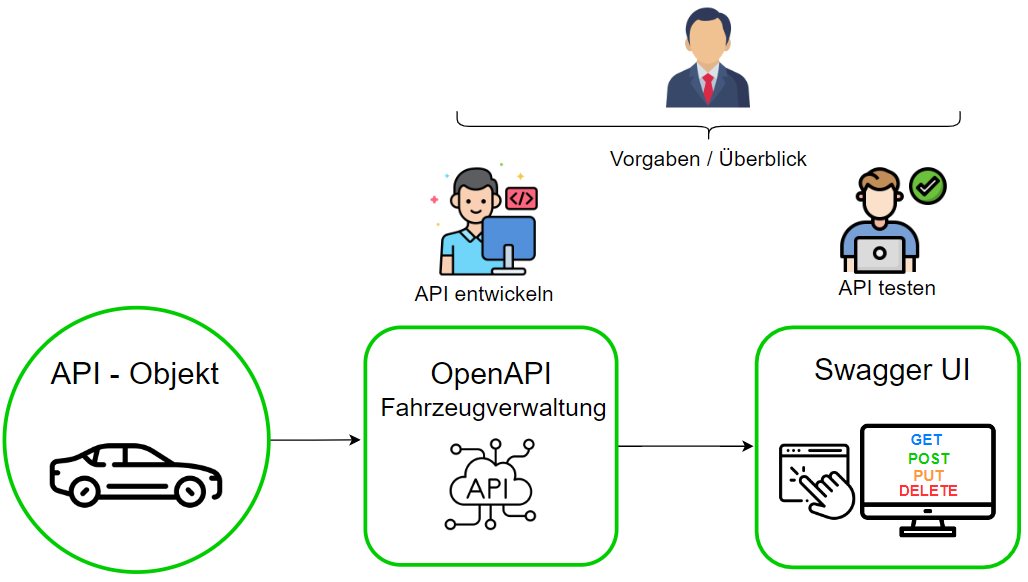 Vorgaben / Überblick
</>
API entwickeln
API testen
API - Objekt
OpenAPI
Fahrzeugverwaltung
API
Swagger UI
GET
POST
PUT
DELETE